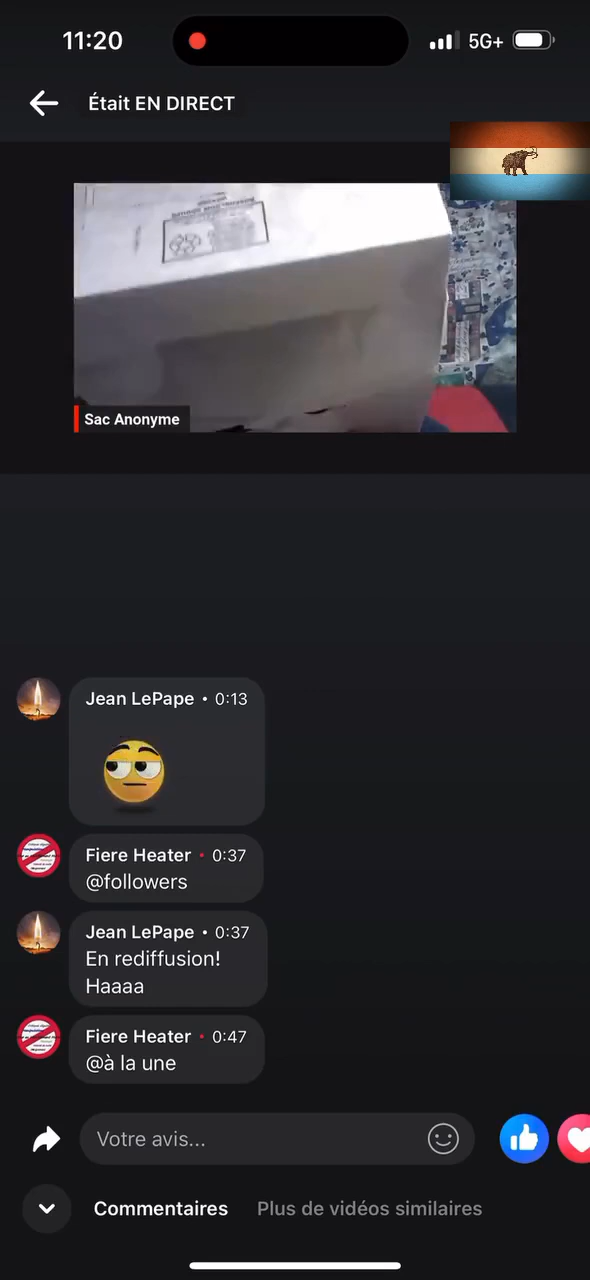 11:20
5G+
Était EN DIRECT
Sac Anonyme
Jean LePape • 0:13
Fiere Heater • 0:37
@followers
Jean LePape • 0:37
En rediffusion!
Haaaa
Fiere Heater • 0:47
@à la une
Votre avis...
Commentaires
Plus de vidéos similaires